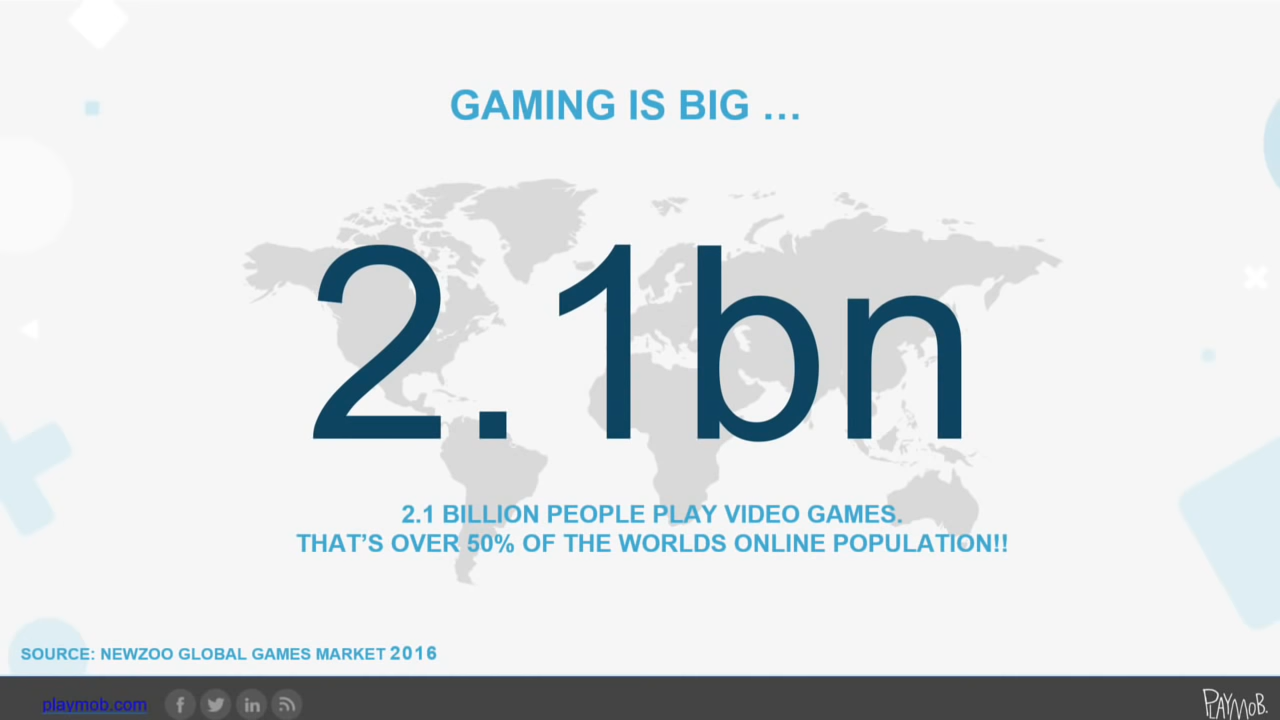 GAMING IS BIG ...
2.1bn
2.1 BILLION PEOPLE PLAY VIDEO GAMES.
THAT'S OVER 50% OF THE WORLDS ONLINE POPULATION!!
SOURCE: NEWZOO GLOBAL GAMES MARKET 2016
playmob.com
PLAYMOB.